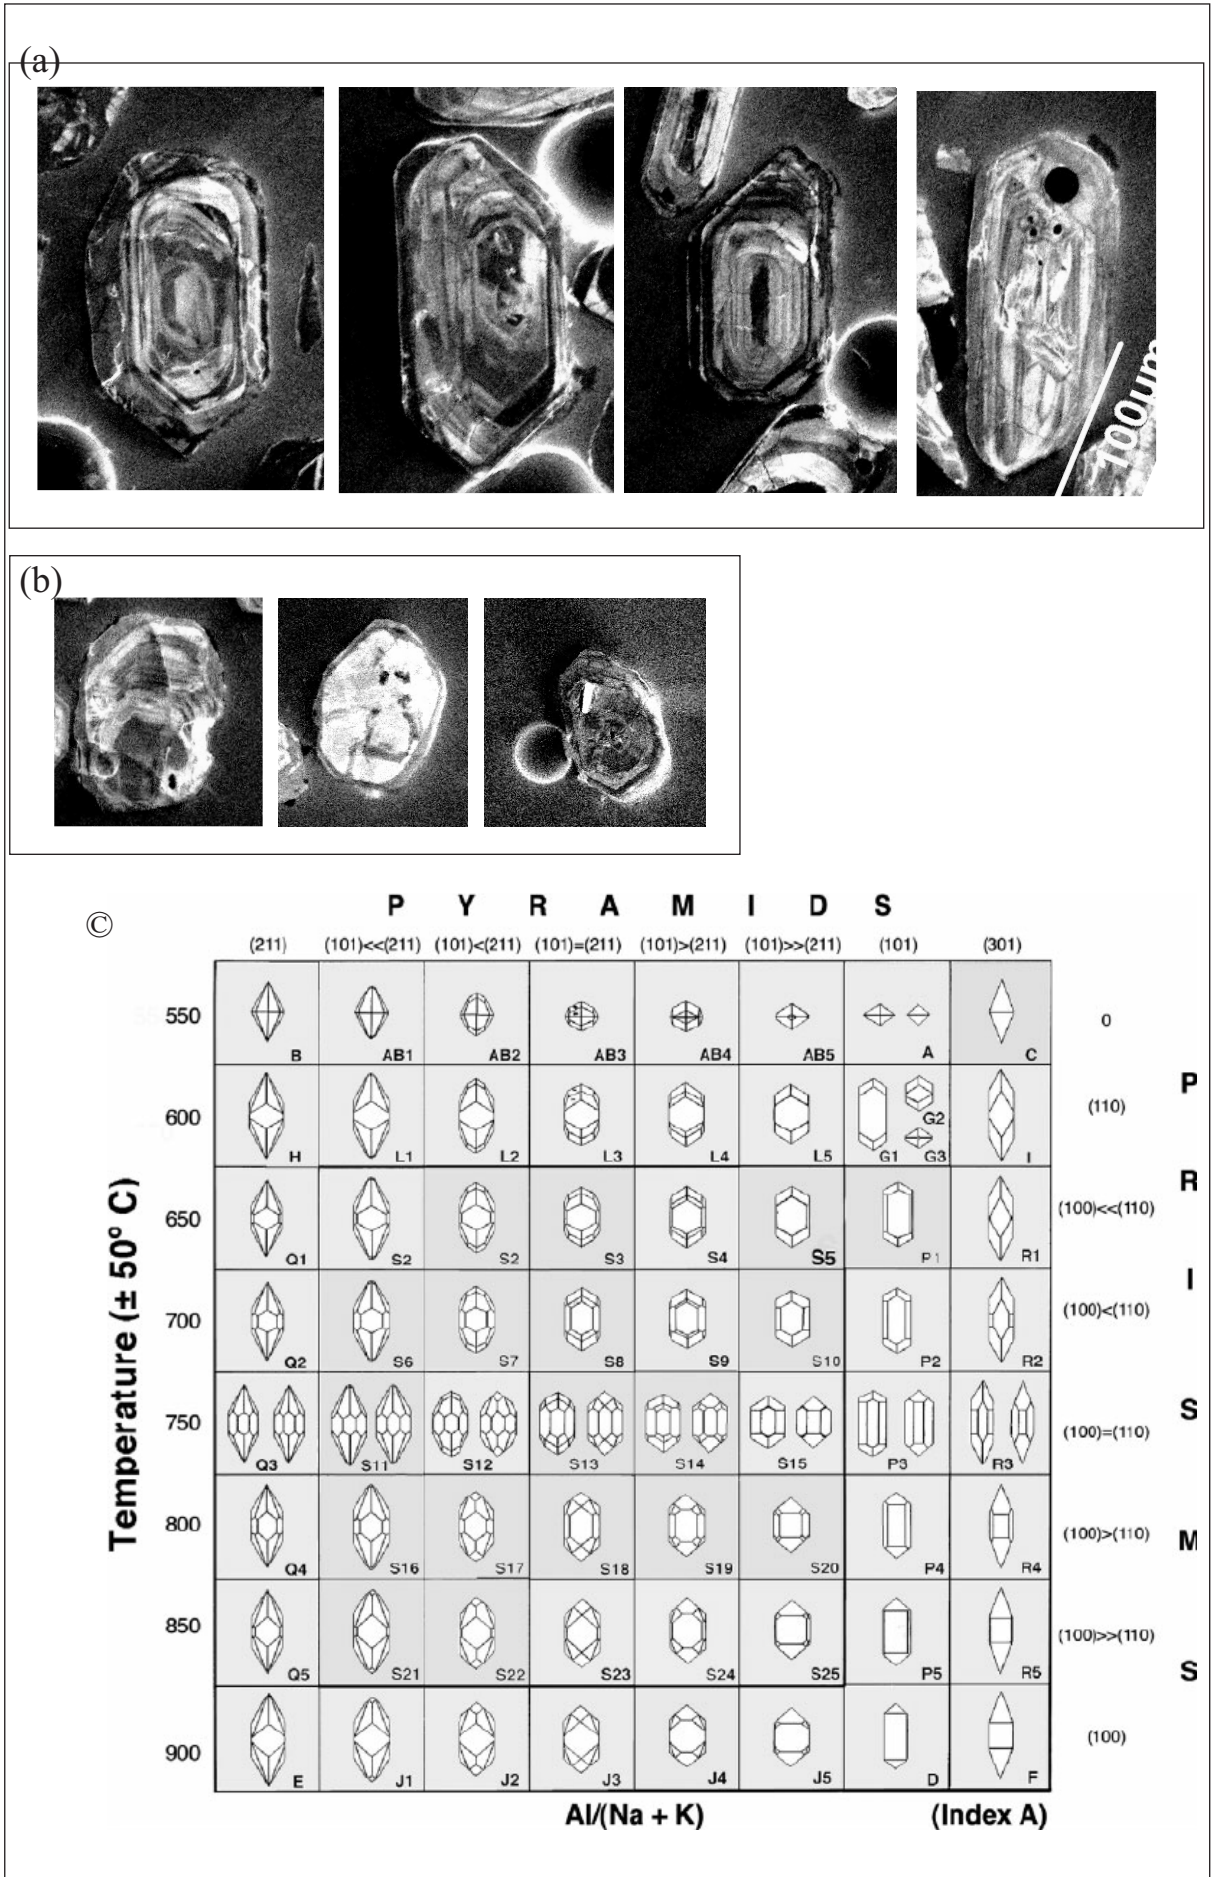 (a)
100μm
(b)
©
P Y R A M I D S
(211) (101)<<(211) (101)<(211) (101)=(211) (101)>(211) (101)>>(211) (101) (301)
550 0
B AB1 AB2 AB3 AB4 AB5 A C
600 (110)
G2
H L1 L2 L3 L4 L5 G1 G3 I
650 (100)<<(110)
Q1 S2 S2 S3 S4 S5 P1 R1
700 (100)<(110)
Q2 S6 S7 S8 S9 S10 P2 R2
750 (100)=(110)
Q3 S11 S12 S13 S14 S15 P3 R3
800 (100)>(110)
Q4 S16 S17 S18 S19 S20 P4 R4
850 (100)>>(110)
Q5 S21 S22 S23 S24 S25 P5 R5
900 (100)
E J1 J2 J3 J4 J5 D F
Al/(Na + K) (Index A)
Temperature (± 50° C)
P R I S M S